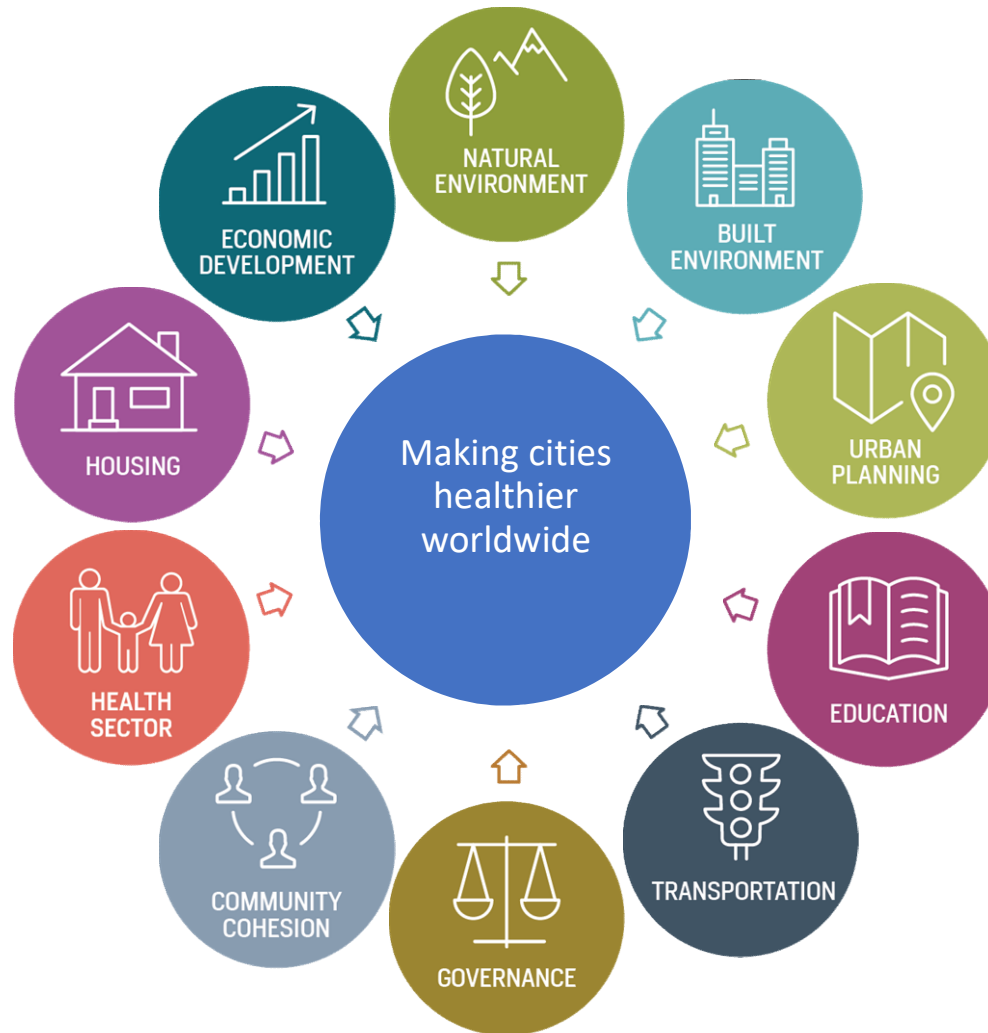 NATURAL
ENVIRONMENT
BUILT
ENVIRONMENT
URBAN
PLANNING
EDUCATION
TRANSPORTATION
GOVERNANCE
COMMUNITY
COHESION
HEALTH
SECTOR
HOUSING
ECONOMIC
DEVELOPMENT
Making cities
healthier
worldwide